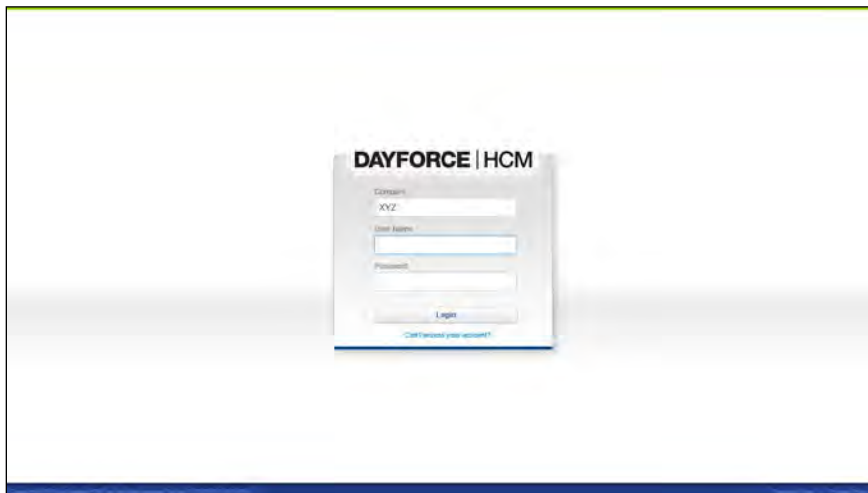 DAYFORCE | HCM
Company
XYZ
User Name
Password
Login
Can't access your account?